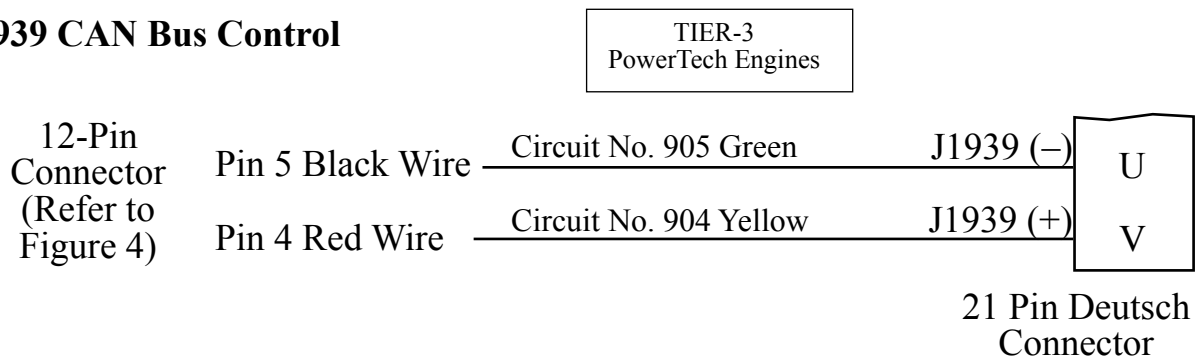 939 CAN Bus Control
TIER-3
PowerTech Engines
12-Pin
Connector
(Refer to
Figure 4)
Pin 5 Black Wire
Circuit No. 905 Green
J1939 (–)
U
Pin 4 Red Wire
Circuit No. 904 Yellow
J1939 (+)
V
21 Pin Deutsch
Connector